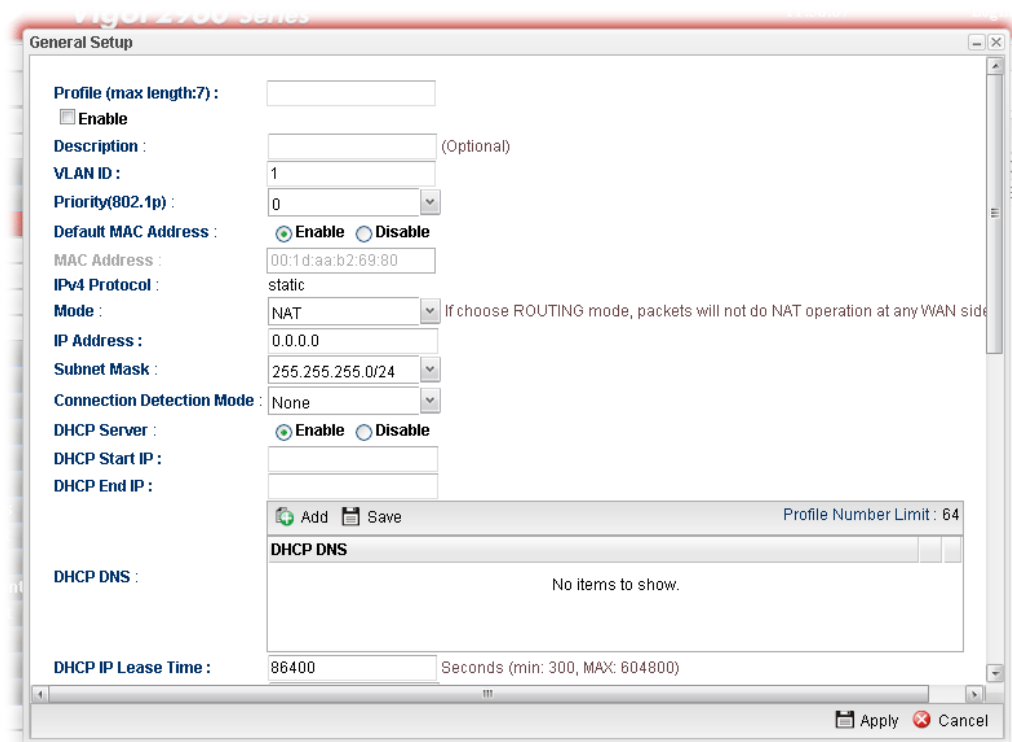 Vigor 2960 Series
General Setup
Profile (max length:7) :
Enable
Description : (Optional)
VLAN ID : 1
Priority(802.1p) : 0
Default MAC Address : Enable Disable
MAC Address : 00:1d:aa:b2:69:80
IPv4 Protocol : static
Mode : NAT If choose ROUTING mode, packets will not do NAT operation at any WAN side
IP Address : 0.0.0.0
Subnet Mask : 255.255.255.0/24
Connection Detection Mode : None
DHCP Server : Enable Disable
DHCP Start IP :
DHCP End IP :
Add Save Profile Number Limit : 64
DHCP DNS
DHCP DNS : No items to show.
DHCP IP Lease Time : 86400 Seconds (min: 300, MAX: 604800)
Apply Cancel